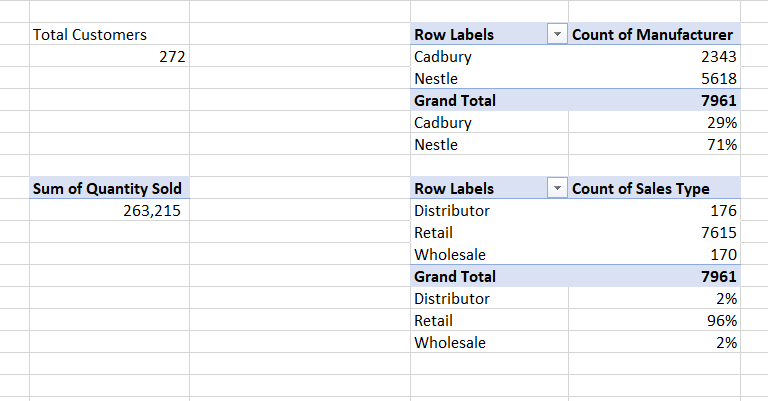 Total Customers
272
Row Labels Count of Manufacturer
Cadbury 2343
Nestle 5618
Grand Total 7961
Cadbury 29%
Nestle 71%
Sum of Quantity Sold
263,215
Row Labels Count of Sales Type
Distributor 176
Retail 7615
Wholesale 170
Grand Total 7961
Distributor 2%
Retail 96%
Wholesale 2%